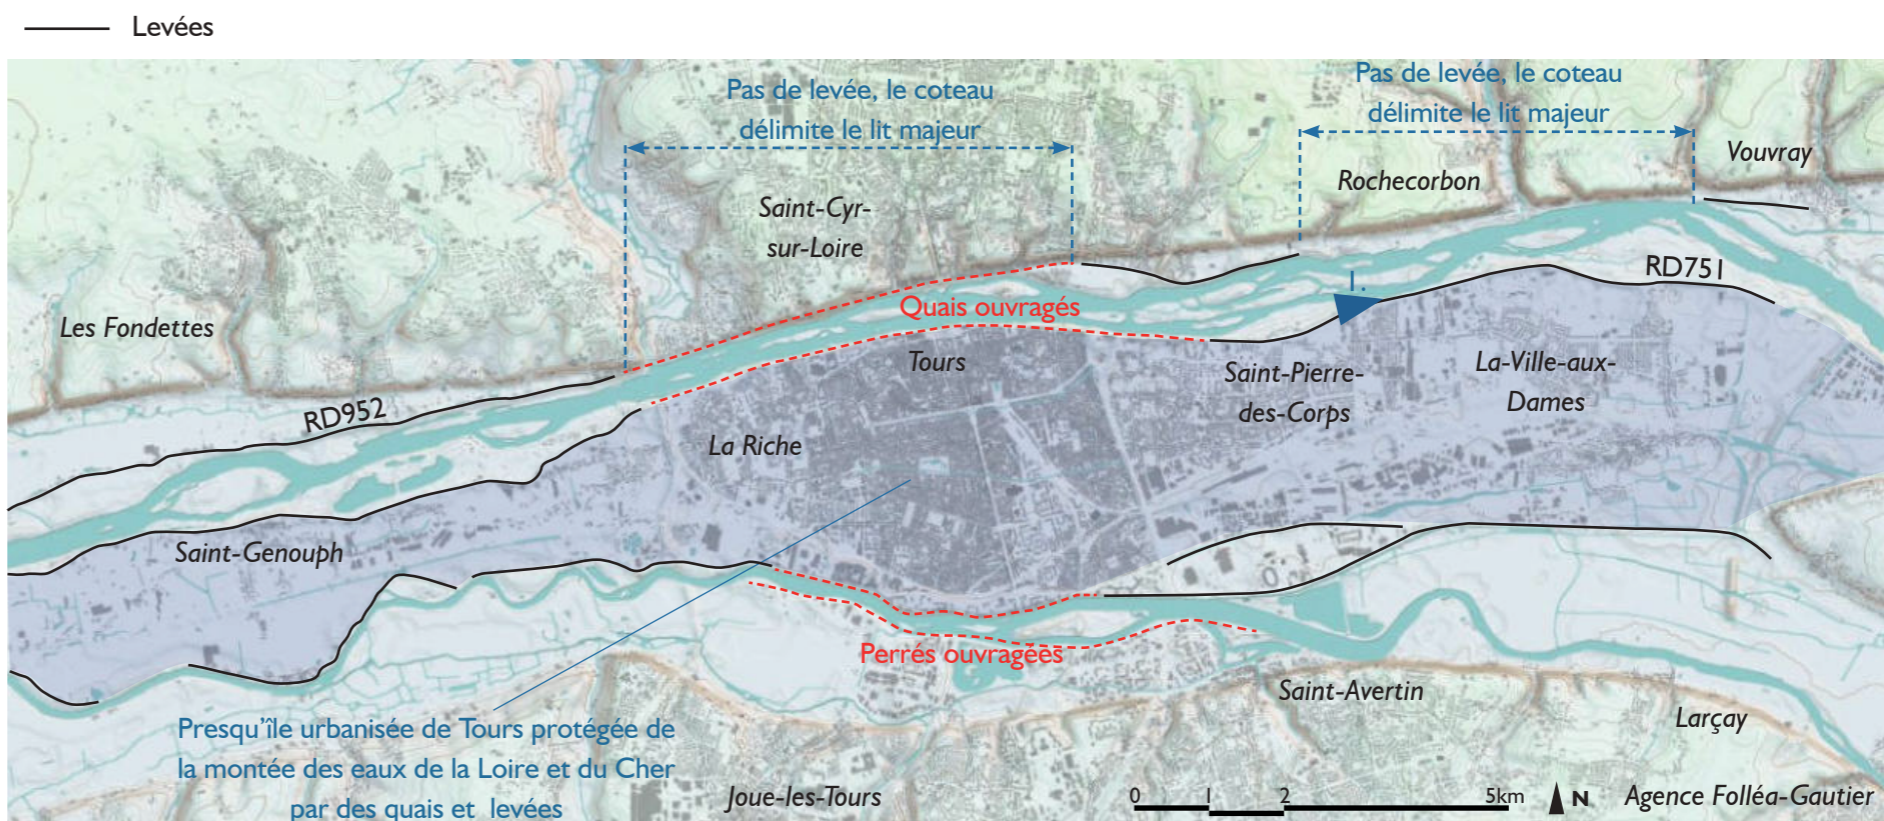 Levées
Pas de levée, le coteau
délimite le lit majeur
Pas de levée, le coteau
délimite le lit majeur
Vouvray
Rochecorbon
Saint-Cyr-
sur-Loire
RD751
1.
Quais ouvragés
Les Fondettes
Tours
Saint-Pierre-
des-Corps
La-Ville-aux-
Dames
RD952
La Riche
Saint-Genouph
Perrés ouvragées
Saint-Avertin
Larçay
Presqu'île urbanisée de Tours protégée de
la montée des eaux de la Loire et du Cher
par des quais et levées
Joue-les-Tours
0 1 2 5km
N
Agence Folléa-Gautier